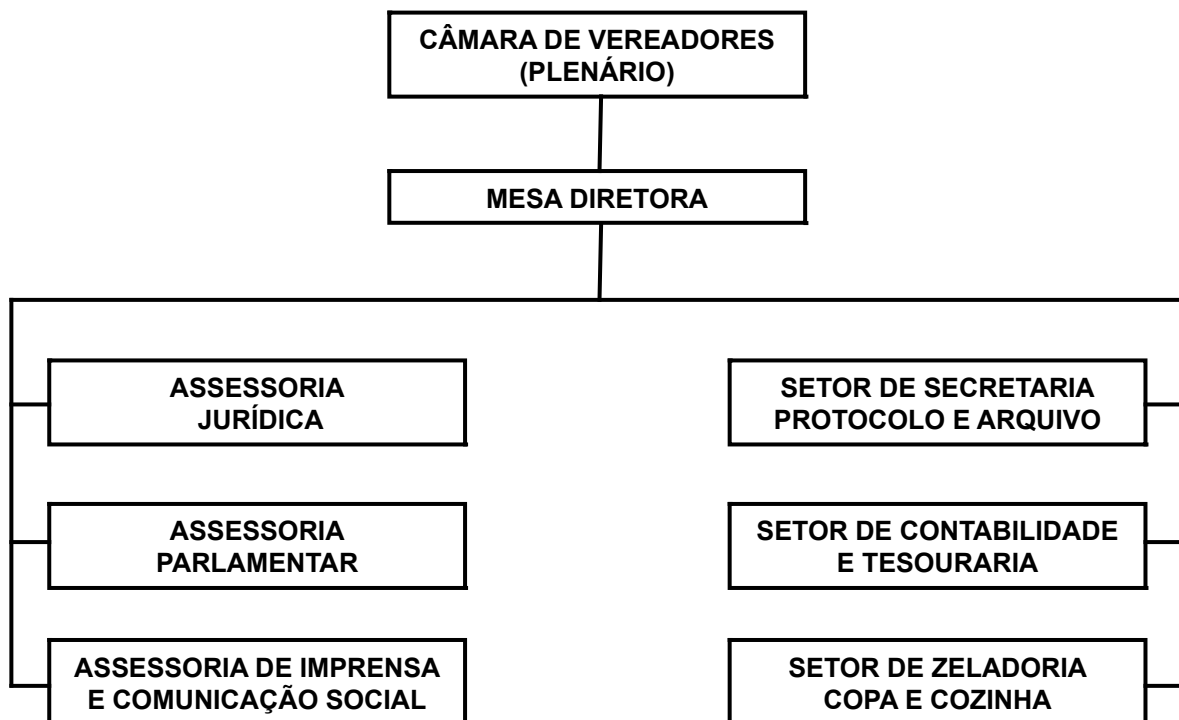 CÂMARA DE VEREADORES
(PLENÁRIO)
MESA DIRETORA
ASSESSORIA
JURÍDICA
SETOR DE SECRETARIA
PROTOCOLO E ARQUIVO
ASSESSORIA
PARLAMENTAR
SETOR DE CONTABILIDADE
E TESOURARIA
ASSESSORIA DE IMPRENSA
E COMUNICAÇÃO SOCIAL
SETOR DE ZELADORIA
COPA E COZINHA